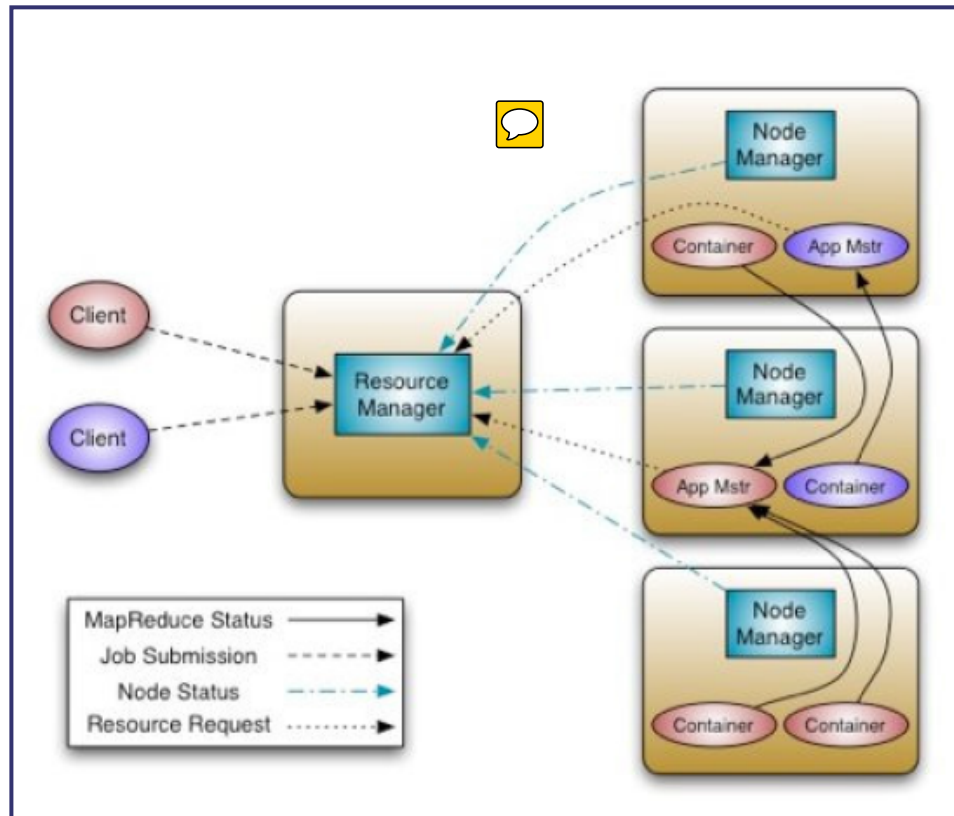 Node
Manager
Container
App Mstr
Client
Resource
Manager
Client
Node
Manager
App Mstr
Container
MapReduce Status
Job Submission
Node Status
Resource Request
Node
Manager
Container
Container